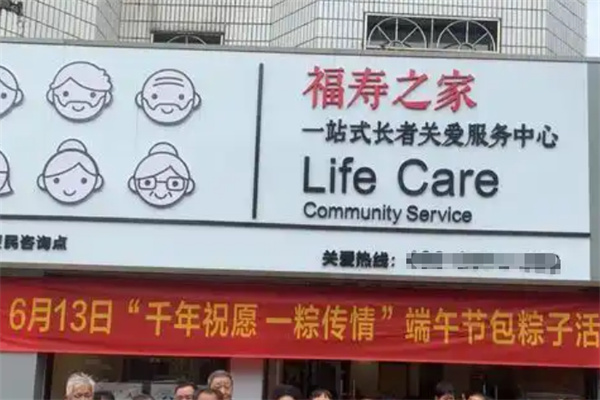 福寿之家
一站式长者关爱服务中心
Life Care
Community Service
民咨询点
关爱热线:
6月13日“千年祝愿 一粽传情”端午节包粽子活